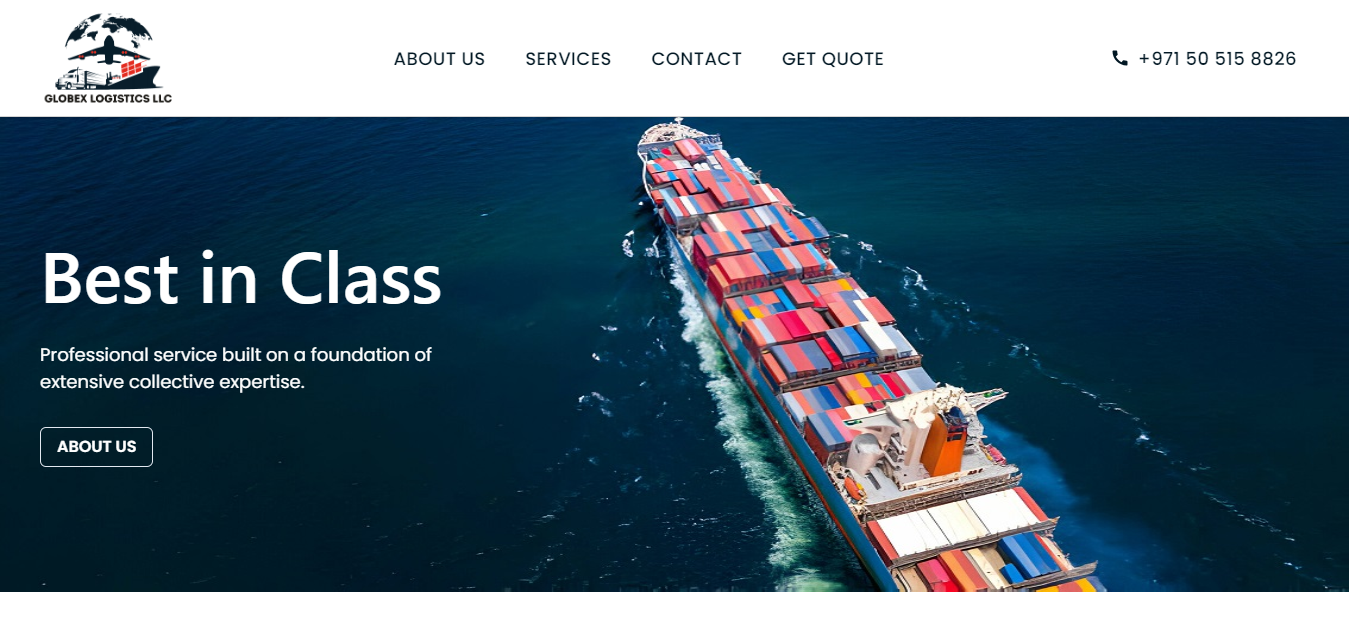 GLOBEX LOGISTICS LLC
ABOUT US
SERVICES
CONTACT
GET QUOTE
+971 50 515 8826
Best in Class
Professional service built on a foundation of
extensive collective expertise.
ABOUT US